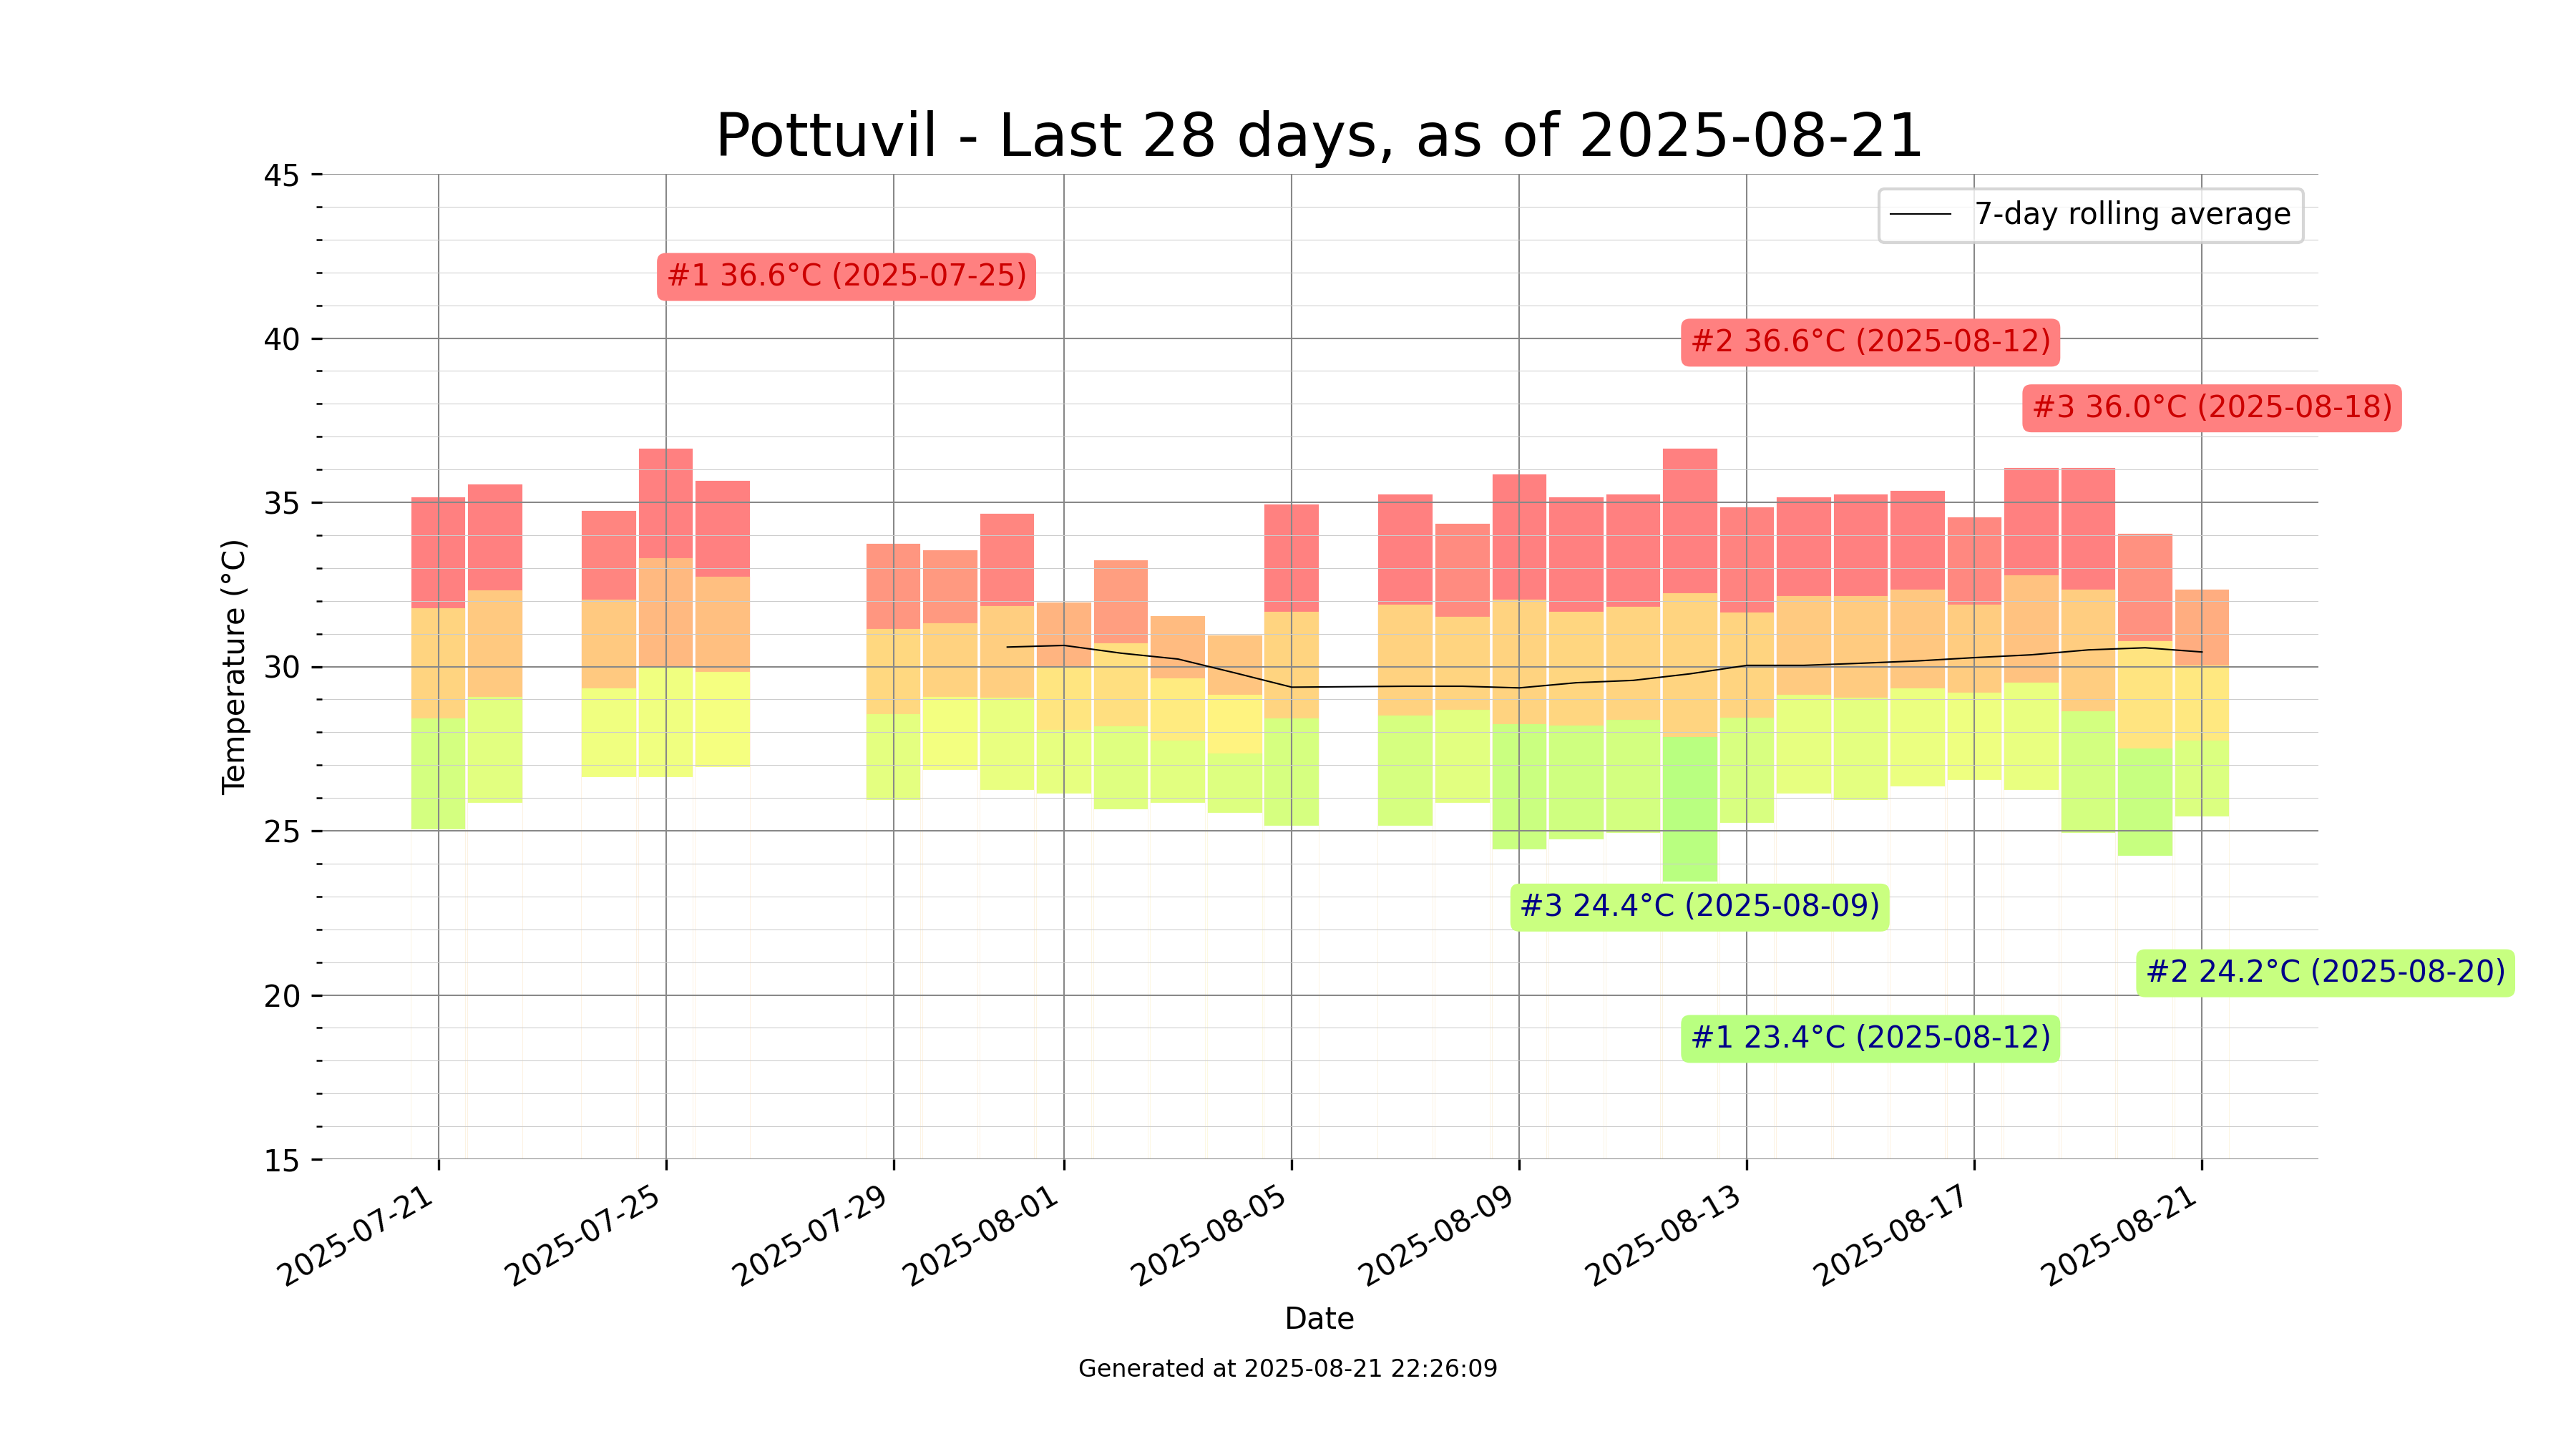 Pottuvil - Last 28 days, as of 2025-08-21
45
40
35
30
25
20
15
Temperature (°C)
7-day rolling average
#1 36.6°C (2025-07-25)
#2 36.6°C (2025-08-12)
#3 36.0°C (2025-08-18)
#3 24.4°C (2025-08-09)
#2 24.2°C (2025-08-20)
#1 23.4°C (2025-08-12)
2025-07-21
2025-07-25
2025-07-29
2025-08-01
2025-08-05
2025-08-09
2025-08-13
2025-08-17
2025-08-21
Date
Generated at 2025-08-21 22:26:09